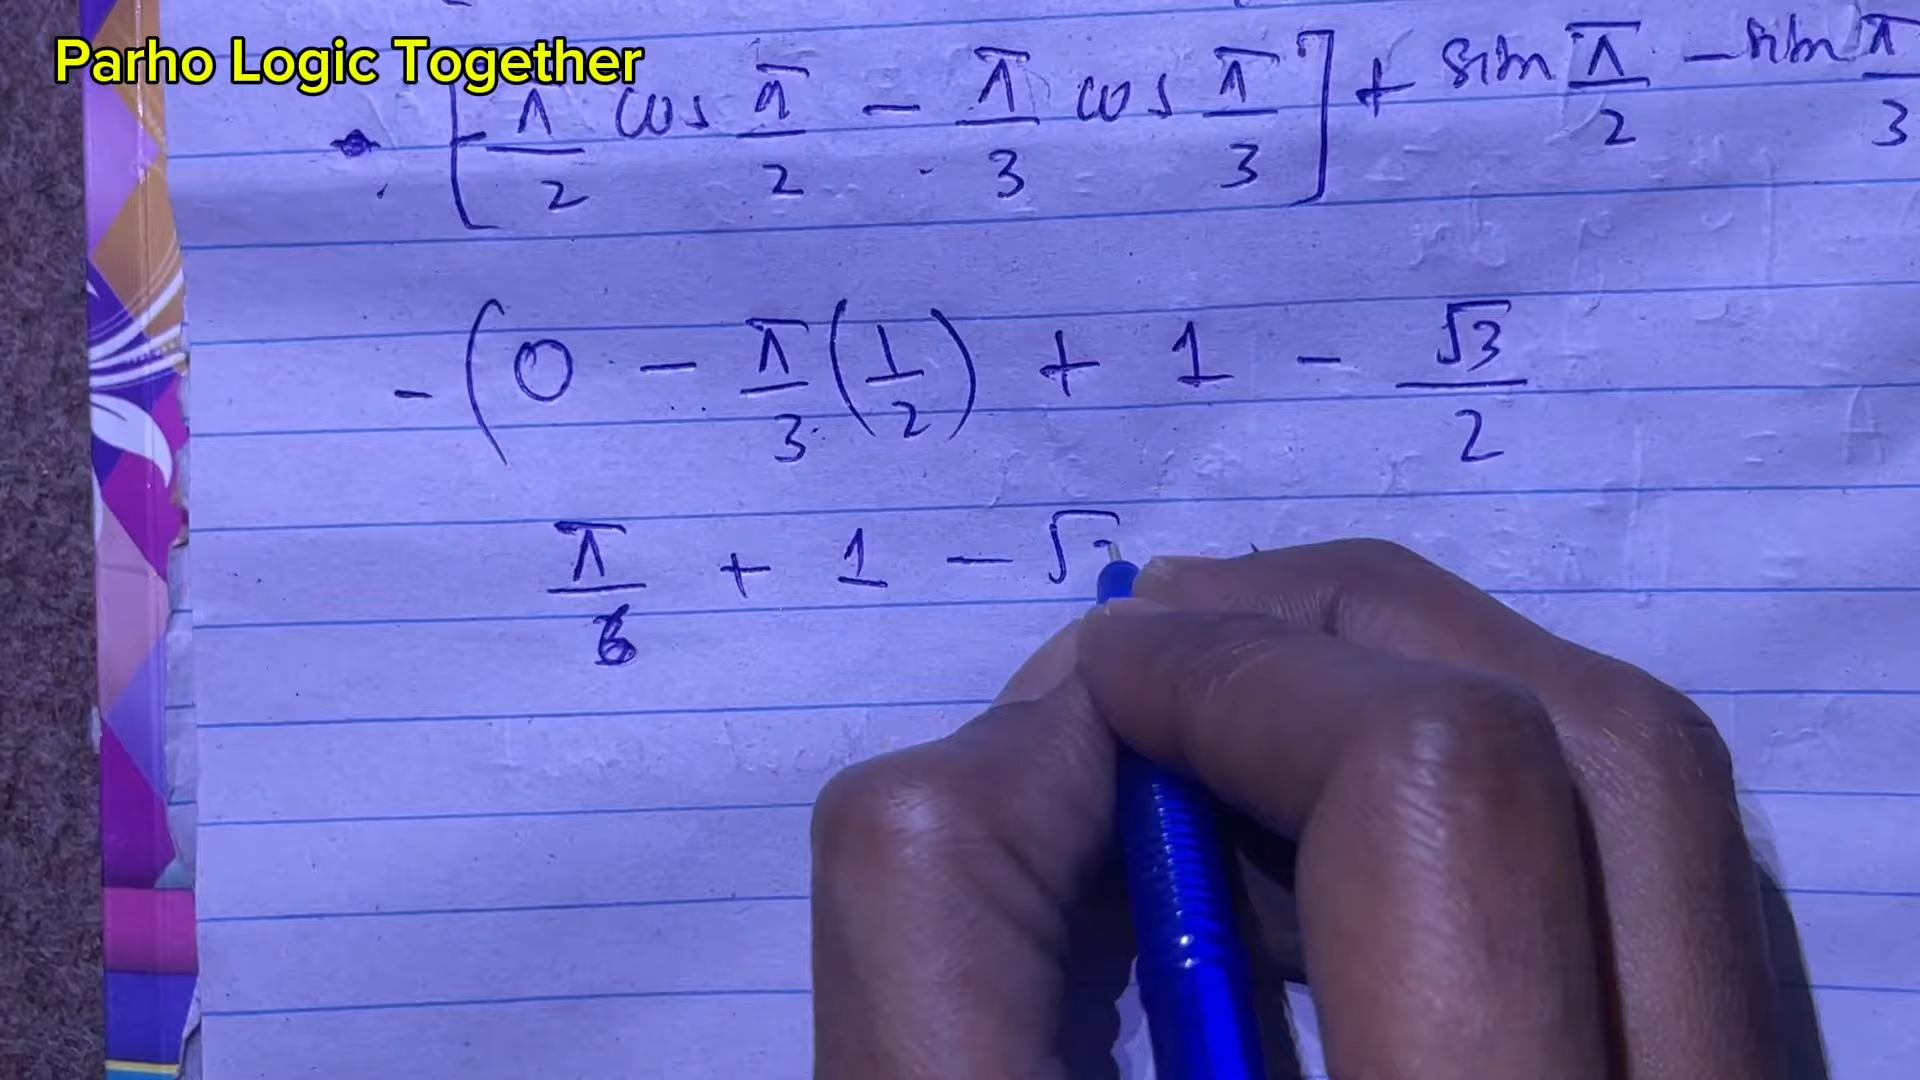 Parho Logic Together
- [π/2 cos π/2 - π/3 cos π/3] + sin π/2 - sin π/3
- (0 - π/3 (1/2) + 1 - √3/2
π/6 + 1 - √